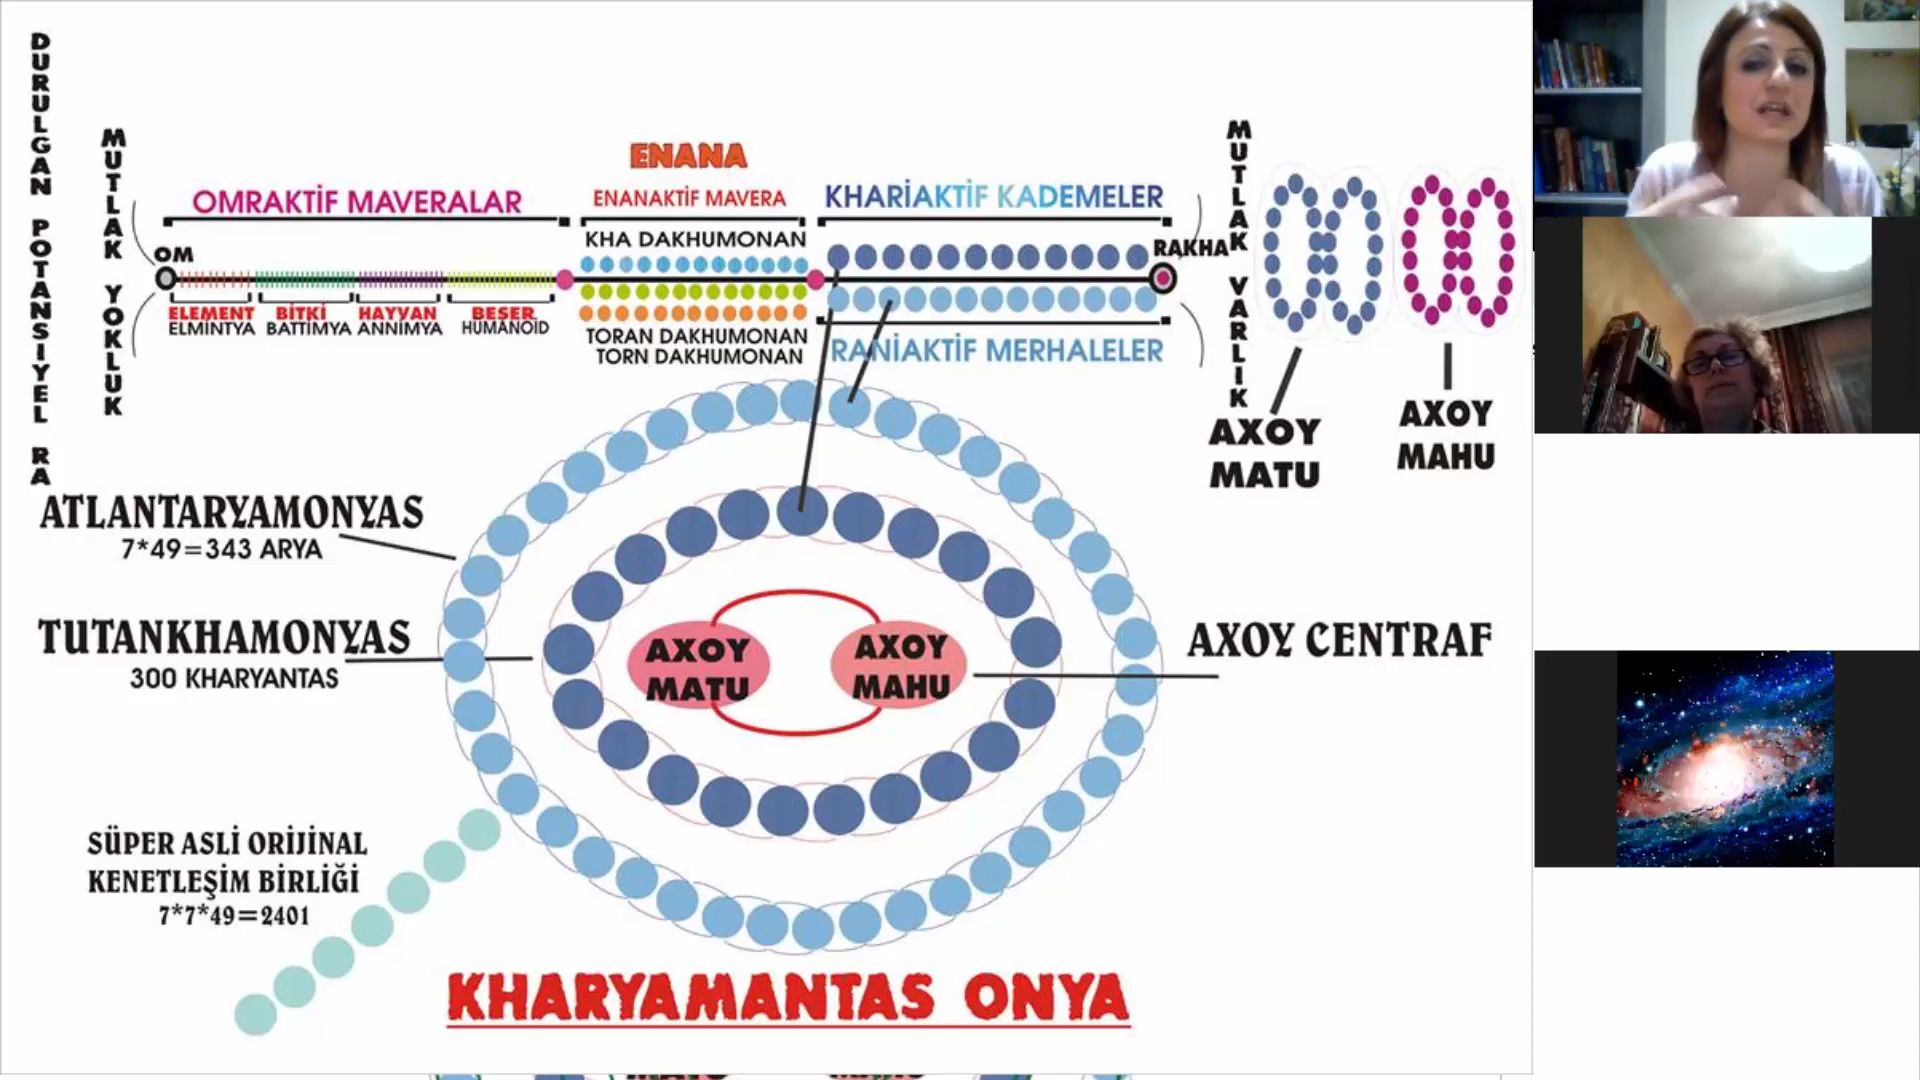 DURULGAN POTANSIYEL RA
MUTLAK YOKLUK
OMRAKTİF MAVERALAR
OM
ELEMENT
ELMINTYA
BİTKİ
BATTIMYA
HAYYAN
ANNIMYA
BEŞER
HUMANOİD
ENANA
ENANAKTİF MAVERA
KHA DAKHUMONAN
TORAN DAKHUMONAN
TORN DAKHUMONAN
KHARİAKTİF KADEMELER
RAKHA
RANİAKTİF MERHALELER
MUTLAK VARLIK
AXOY
MATU
AXOY
MAHU
ATLANTARYAMONYAS
7*49=343 ARYA
TUTANKHAMONYAS
300 KHARYANTAS
AXOY
MATU
AXOY
MAHU
AXOY CENTRAF
SÜPER ASLİ ORİJİNAL
KENETLEŞİM BİRLİĞİ
7*7*49=2401
KHARYAMANTAS ONYA